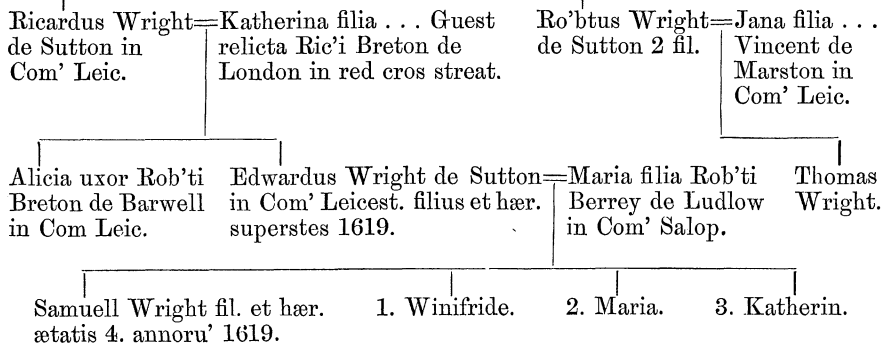 Ricardus Wright=Katherina filia . . . Guest
de Sutton in relicta Ric'i Breton de
Com' Leic. London in red cros streat.
Ro'btus Wright=Jana filia . . .
de Sutton 2 fil. Vincent de
Marston in
Com' Leic.
Alicia uxor Rob'ti
Breton de Barwell
in Com Leic.
Edwardus Wright de Sutton=Maria filia Rob'ti
in Com' Leicest. filius et hær. Berrey de Ludlow
superstes 1619. in Com' Salop.
Thomas
Wright.
Samuell Wright fil. et hær.
ætatis 4. annoru' 1619.
1. Winifride.
2. Maria.
3. Katherin.